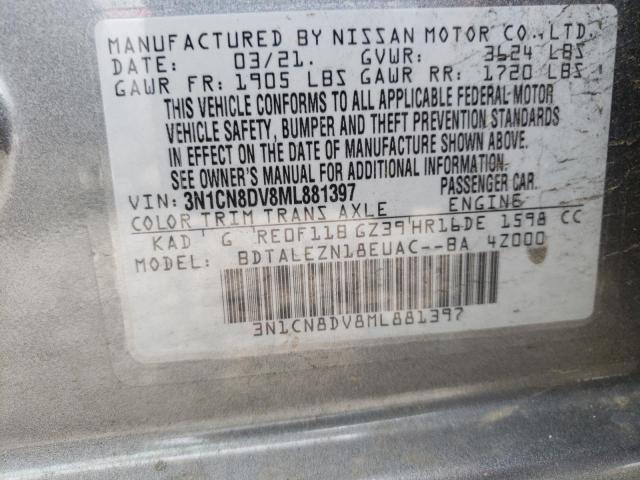 MANUFACTURED BY NISSAN MOTOR CO., LTD.
DATE: 03/21. GVWR: 3624 LBS
GAWR FR: 1905 LBS GAWR RR: 1720 LBS
THIS VEHICLE CONFORMS TO ALL APPLICABLE FEDERAL MOTOR
VEHICLE SAFETY, BUMPER AND THEFT PREVENTION STANDARDS
IN EFFECT ON THE DATE OF MANUFACTURE SHOWN ABOVE.
SEE OWNER'S MANUAL FOR ADDITIONAL INFORMATION.
VIN: 3N1CN8DV8ML881397 PASSENGER CAR.
COLOR TRIM TRANS AXLE ENGINE
KAD G RE0F11B GZ39 HR16DE 1598 CC
MODEL: BDTALEZN18EUAC--BA 4Z000
3N1CN8DV8ML881397